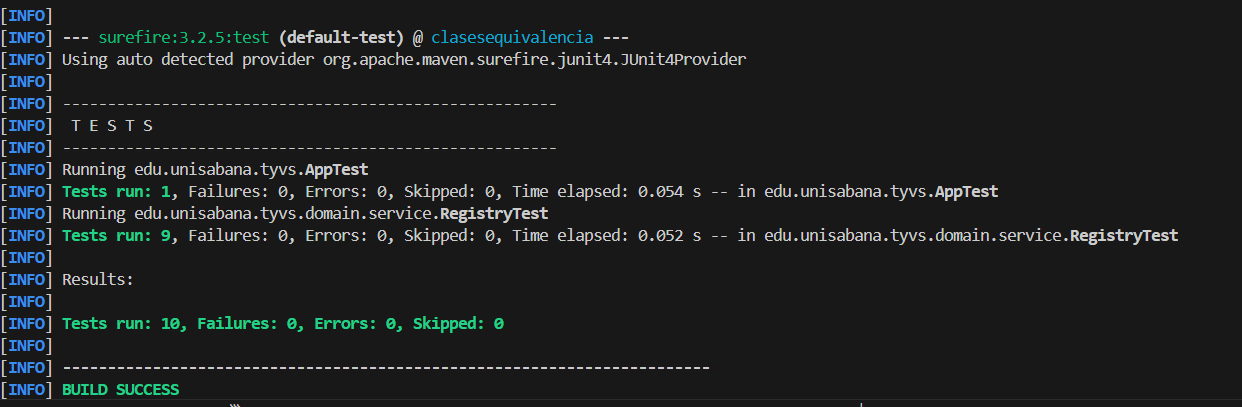 [INFO]
[INFO] --- surefire:3.2.5:test (default-test) @ clasesequivalencia ---
[INFO] Using auto detected provider org.apache.maven.surefire.junit4.JUnit4Provider
[INFO]
[INFO] -------------------------------------------------------
[INFO]  T E S T S
[INFO] -------------------------------------------------------
[INFO] Running edu.unisabana.tyvs.AppTest
[INFO] Tests run: 1, Failures: 0, Errors: 0, Skipped: 0, Time elapsed: 0.054 s -- in edu.unisabana.tyvs.AppTest
[INFO] Running edu.unisabana.tyvs.domain.service.RegistryTest
[INFO] Tests run: 9, Failures: 0, Errors: 0, Skipped: 0, Time elapsed: 0.052 s -- in edu.unisabana.tyvs.domain.service.RegistryTest
[INFO]
[INFO] Results:
[INFO]
[INFO] Tests run: 10, Failures: 0, Errors: 0, Skipped: 0
[INFO]
[INFO] ------------------------------------------------------------------------
[INFO] BUILD SUCCESS